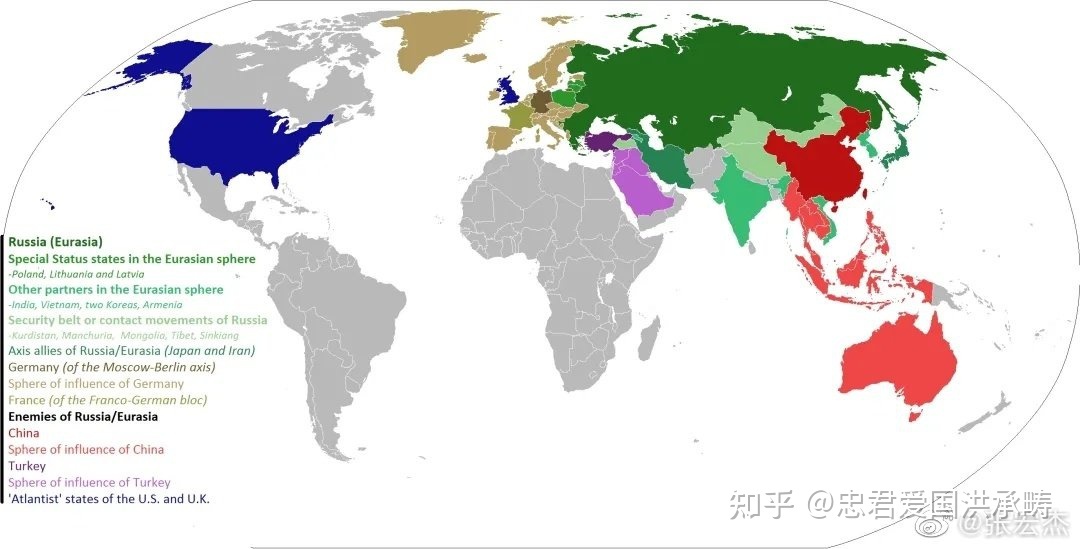 Russia (Eurasia)
Special Status states in the Eurasian sphere
-Poland, Lithuania and Latvia
Other partners in the Eurasian sphere
-India, Vietnam, two Koreas, Armenia
Security belt or contact movements of Russia
-Kurdistan, Manchuria, Mongolia, Tibet, Sinkiang
Axis allies of Russia/Eurasia (Japan and Iran)
Germany (of the Moscow-Berlin axis)
Sphere of influence of Germany
France (of the Franco-German bloc)
Enemies of Russia/Eurasia
China
Sphere of influence of China
Turkey
Sphere of influence of Turkey
'Atlantist' states of the U.S. and U.K.
知乎 @忠君爱国洪承畴
@张宏杰